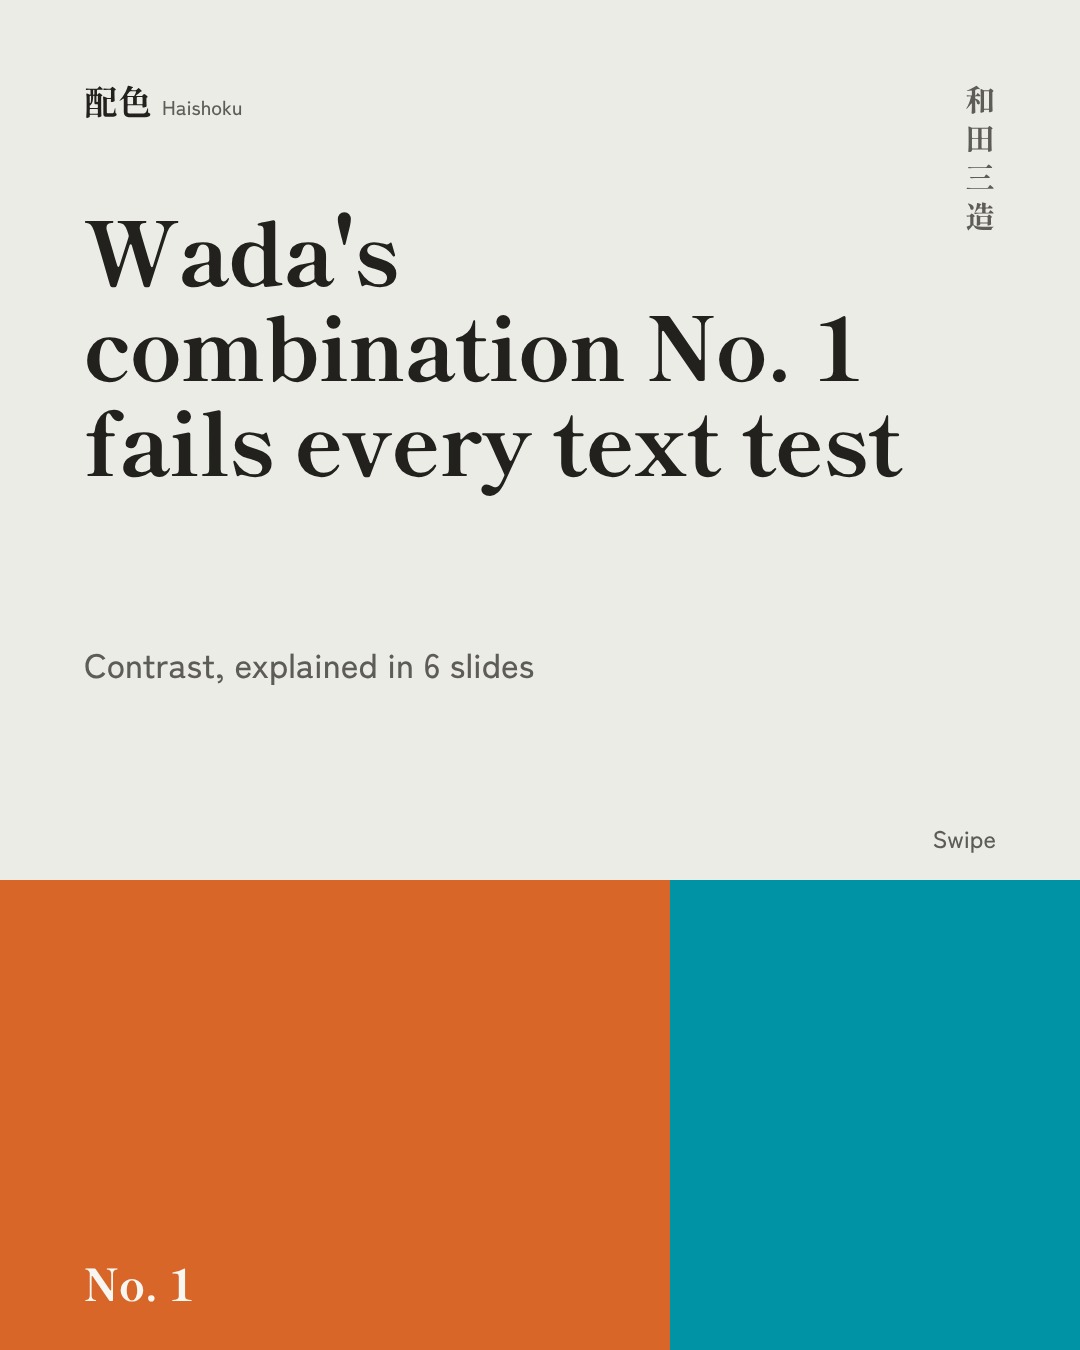 配色 Haishoku
和田三造
Wada's
combination No. 1
fails every text test
Contrast, explained in 6 slides
Swipe
No. 1